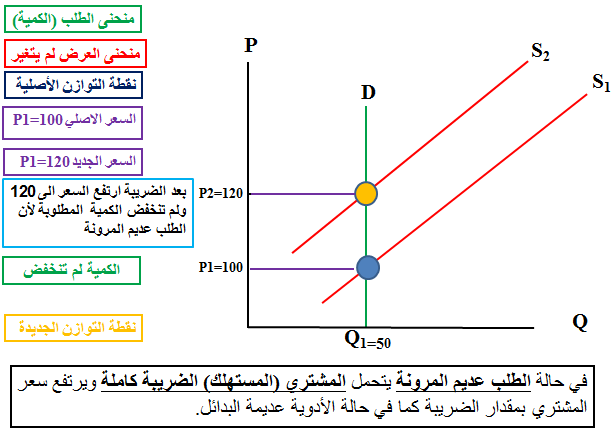 منحنى الطلب (الكمية)
منحنى العرض لم يتغير
نقطة التوازن الأصلية
السعر الاصلي P1=100
السعر الجديد P1=120
بعد الضريبة ارتفع السعر الى 120
ولم تنخفض الكمية المطلوبة لأن
الطلب عديم المرونة
الكمية لم تنخفض
نقطة التوازن الجديدة
P
S2
D
S1
P2=120
P1=100
Q
Q1=50
في حالة الطلب عديم المرونة يتحمل المشتري (المستهلك) الضريبة كاملة ويرتفع سعر
المشتري بمقدار الضريبة كما في حالة الأدوية عديمة البدائل.